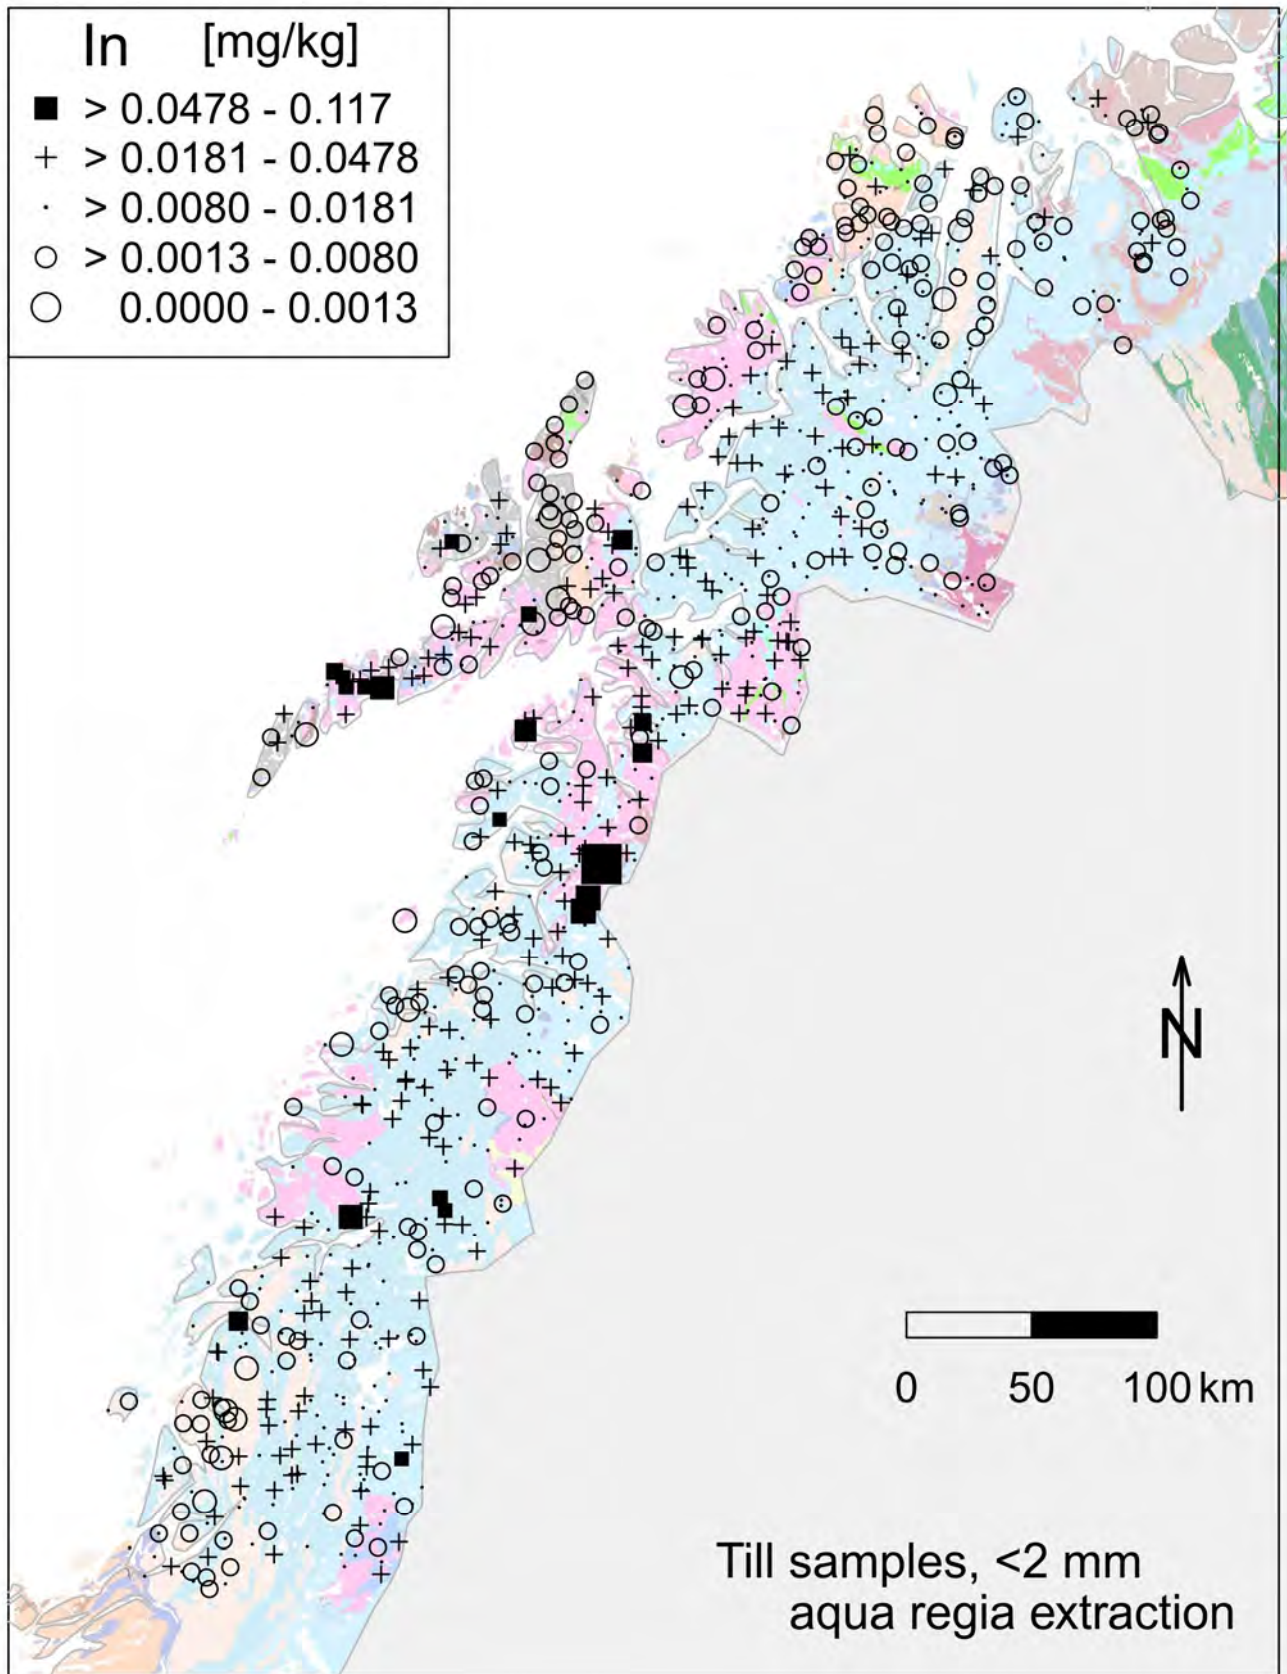 In [mg/kg]
> 0.0478 - 0.117
> 0.0181 - 0.0478
> 0.0080 - 0.0181
> 0.0013 - 0.0080
0.0000 - 0.0013
N
0 50 100 km
Till samples, <2 mm
aqua regia extraction